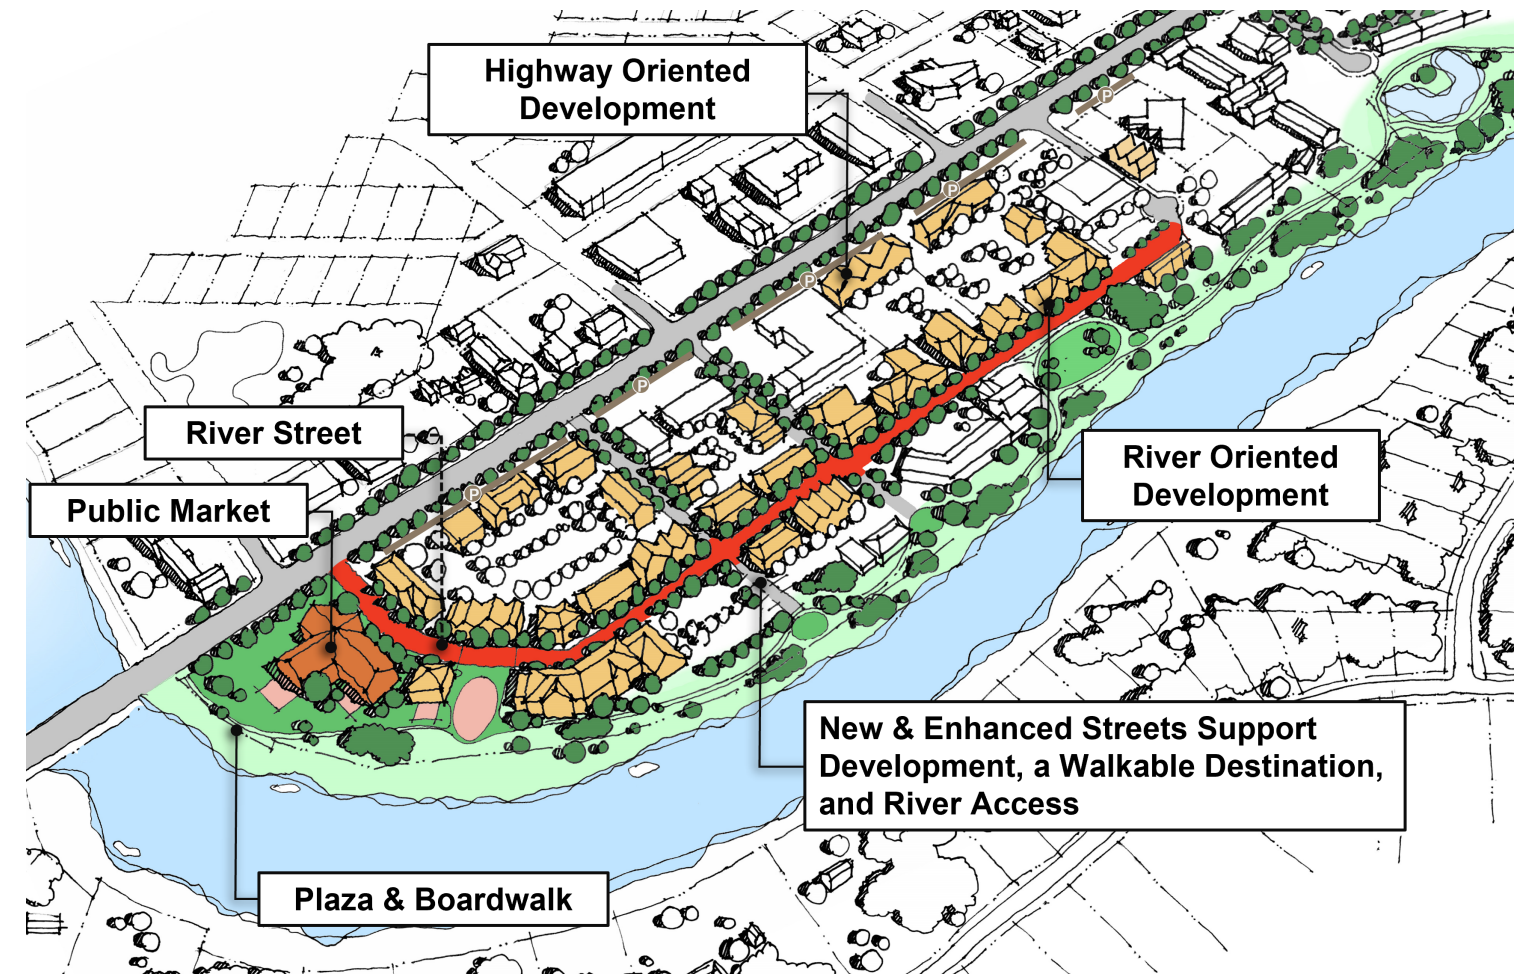 Highway Oriented
Development
P
P
P
P
P
River Street
Public Market
River Oriented
Development
New & Enhanced Streets Support
Development, a Walkable Destination,
and River Access
Plaza & Boardwalk